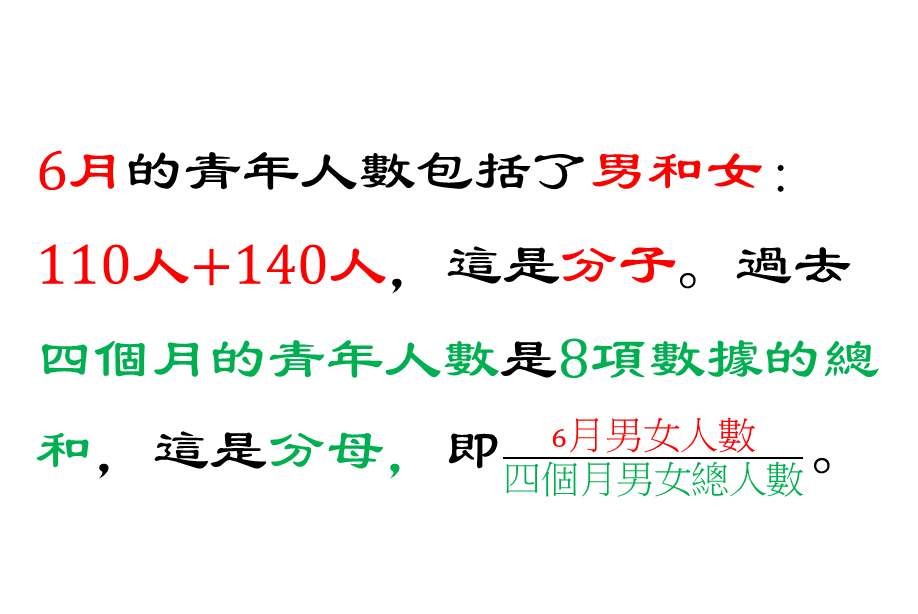 6月的青年人數包括了男和女：
110人+140人，這是分子。過去
四個月的青年人數是8項數據的總
和，這是分母，即6月男女人數/四個月男女總人數。